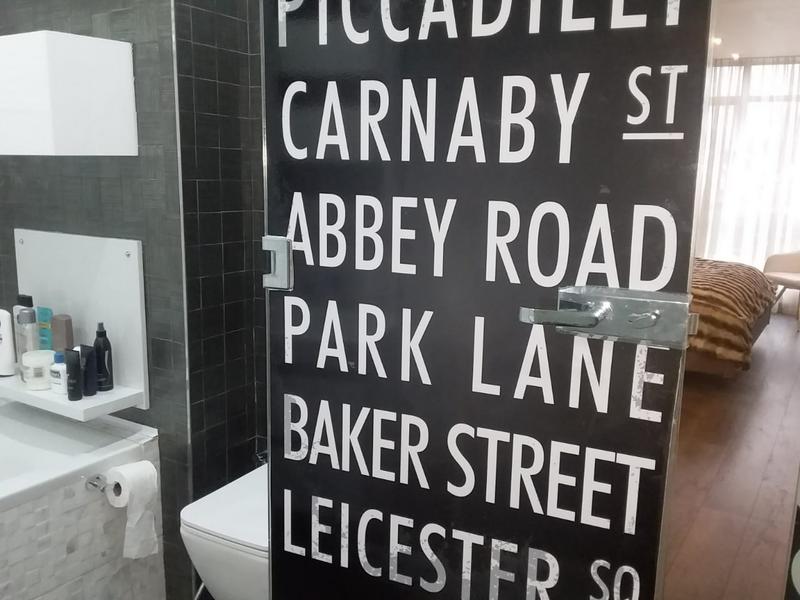 PICCADILLY
CARNABY ST
ABBEY ROAD
PARK LANE
BAKER STREET
LEICESTER SQ